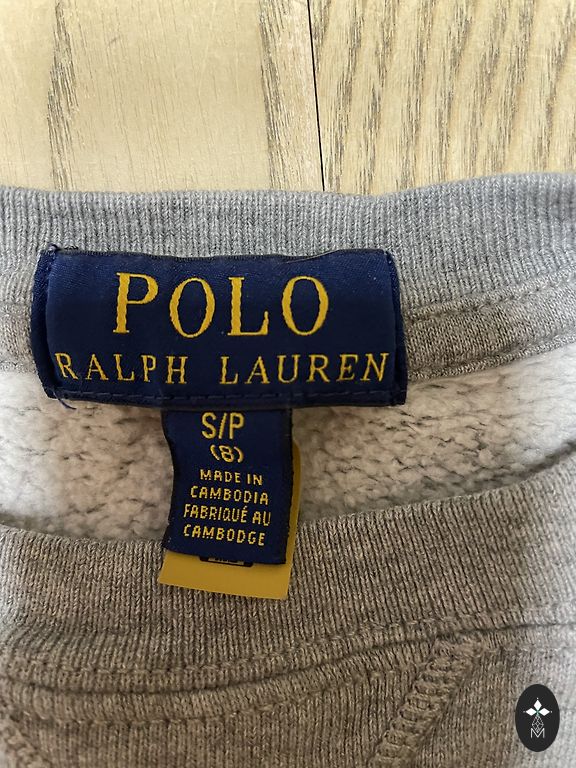 POLO
RALPH LAUREN
S/P
(8)
MADE IN
CAMBODIA
FABRIQUÉ AU
CAMBODGE
M